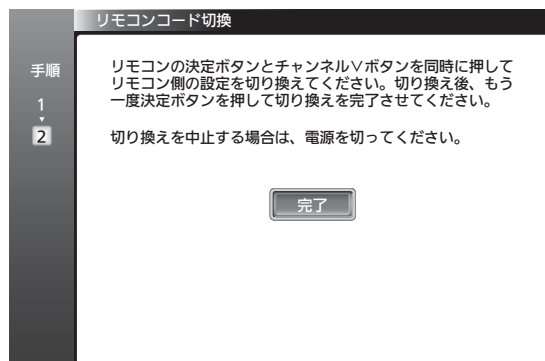 リモコンコード切換
手順
1
2
リモコンの決定ボタンとチャンネル∨ボタンを同時に押して
リモコン側の設定を切り換えてください。切り換え後、もう
一度決定ボタンを押して切り換えを完了させてください。
切り換えを中止する場合は、電源を切ってください。
完了